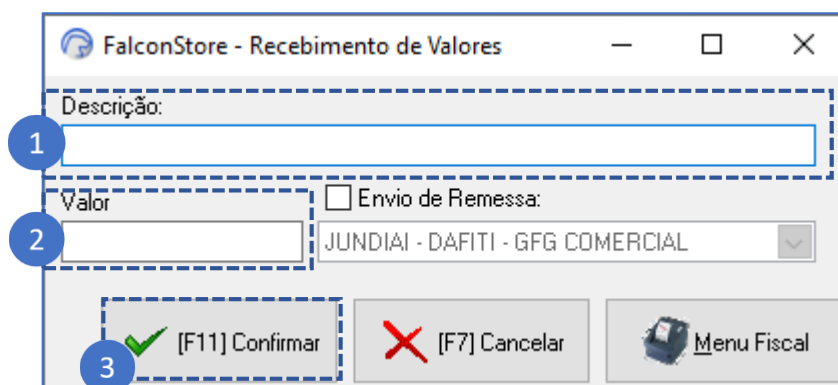 FalconStore - Recebimento de Valores
Descrição:
1
Valor
Envio de Remessa:
2
JUNDIAI - DAFITI - GFG COMERCIAL
[F11] Confirmar
[F7] Cancelar
Menu Fiscal
3